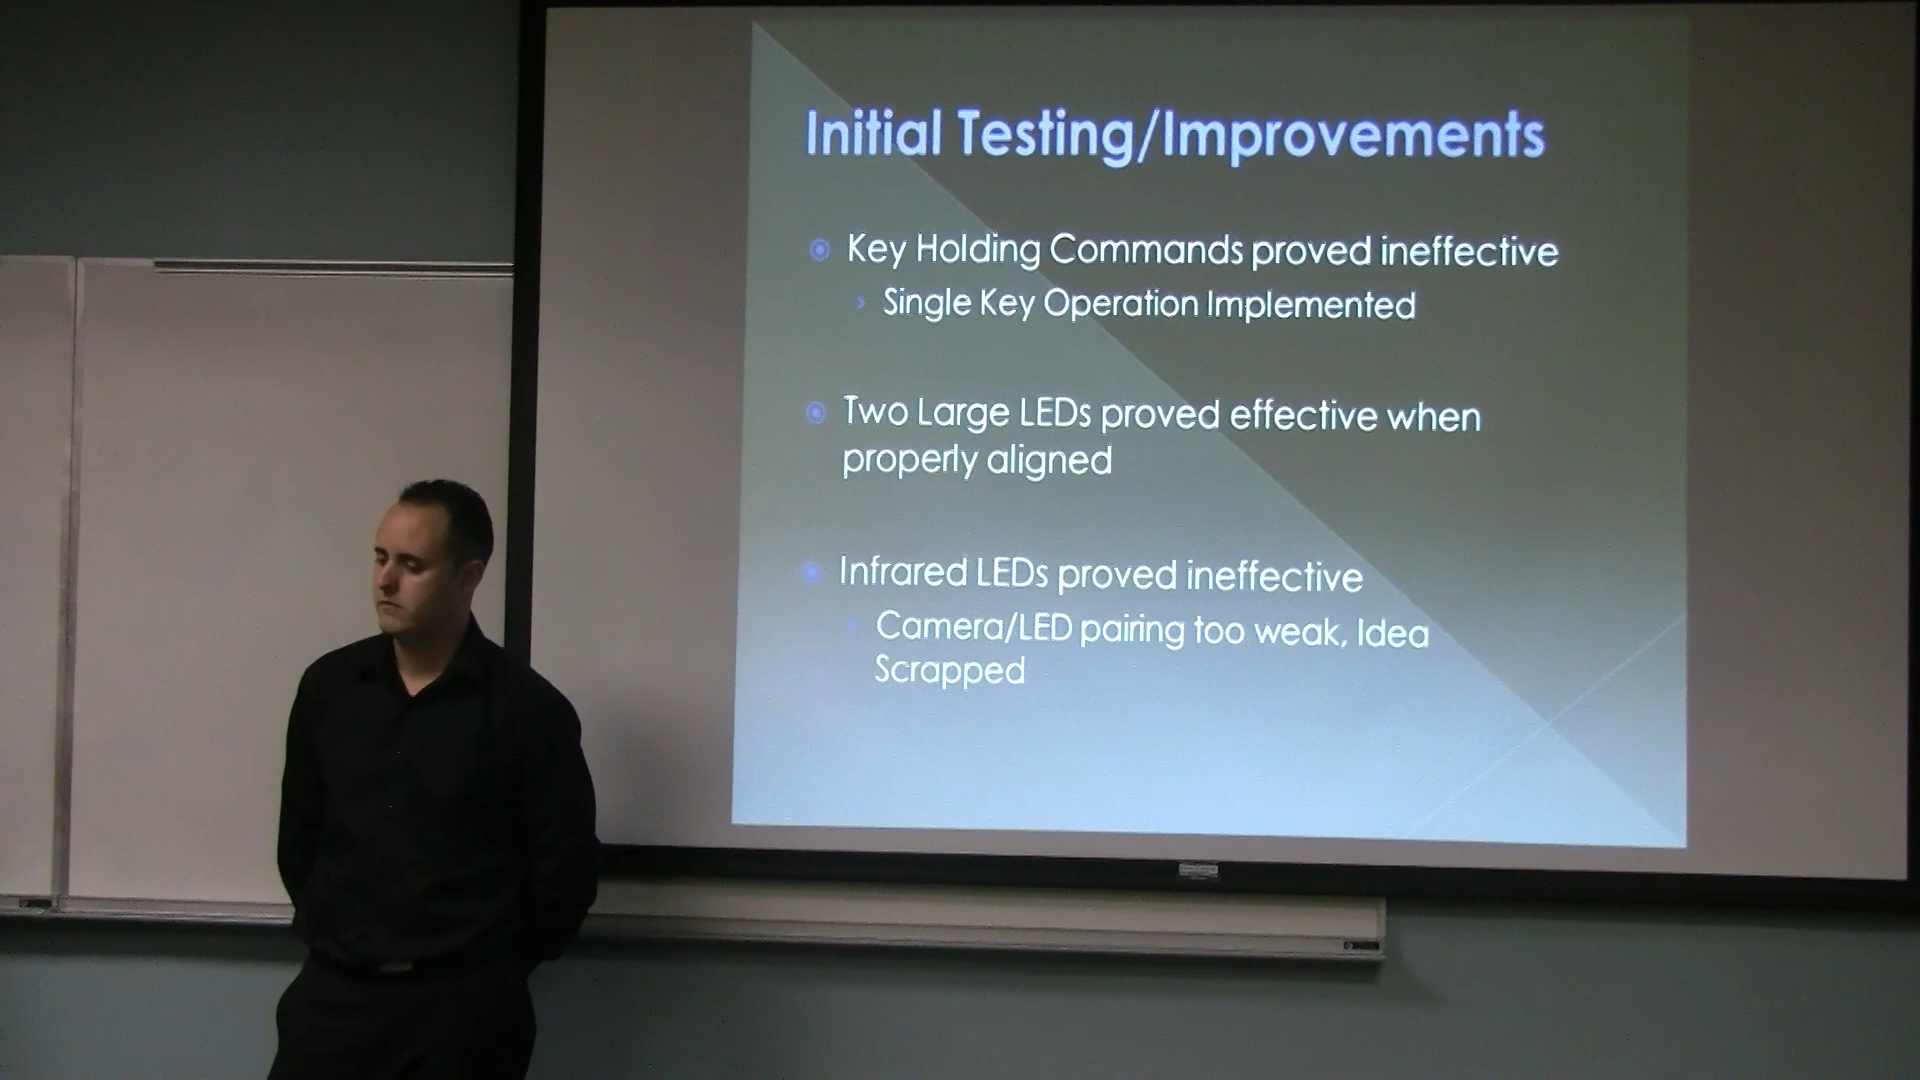 Initial Testing/Improvements
Key Holding Commands proved ineffective
Single Key Operation Implemented
Two Large LEDs proved effective when
properly aligned
Infrared LEDs proved ineffective
Camera/LED pairing too weak, Idea
Scrapped